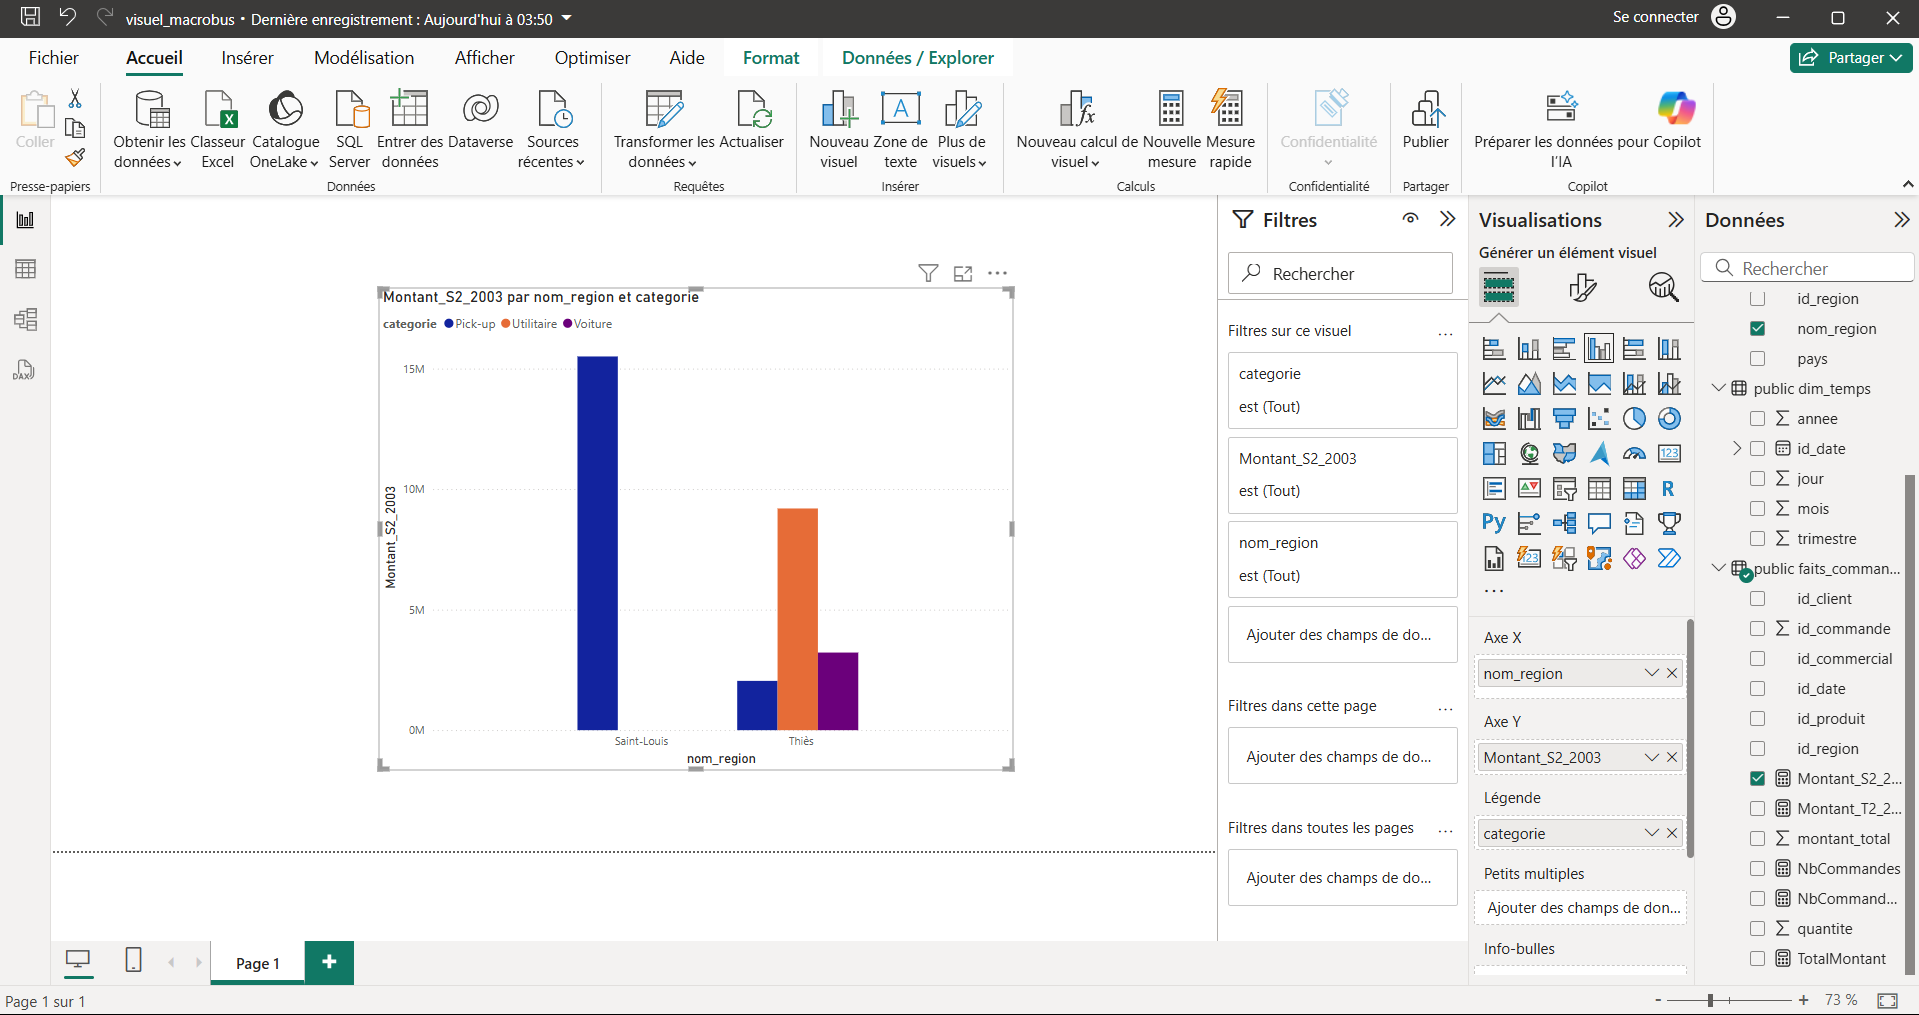 visuel_macrobus • Dernière enregistrement : Aujourd'hui à 03:50
Se connecter
Fichier
Accueil
Insérer
Modélisation
Afficher
Optimiser
Aide
Format
Données / Explorer
Partager
Coller
Obtenir les données
Classeur Excel
Catalogue OneLake
SQL Server
Entrer des données
Dataverse
Sources récentes
Transformer les données
Actualiser
Nouveau visuel
Zone de texte
Plus de visuels
Nouveau calcul de visuel
Nouvelle mesure
Mesure rapide
Confidentialité
Publier
Préparer les données pour l'IA
Copilot
Presse-papiers
Données
Requêtes
Insérer
Calculs
Confidentialité
Partager
Copilot
Montant_S2_2003 par nom_region et categorie
categorie
Pick-up
Utilitaire
Voiture
15M
10M
5M
0M
Montant_S2_2003
Saint-Louis
Thiès
nom_region
Filtres
Rechercher
Filtres sur ce visuel
...
categorie
est (Tout)
Montant_S2_2003
est (Tout)
nom_region
est (Tout)
Ajouter des champs de do...
Filtres dans cette page
...
Ajouter des champs de do...
Filtres dans toutes les pages
...
Ajouter des champs de do...
Visualisations
Générer un élément visuel
123
R
Py
123
...
Axe X
nom_region
Axe Y
Montant_S2_2003
Légende
categorie
Petits multiples
Ajouter des champs de don...
Info-bulles
Données
Rechercher
id_region
nom_region
pays
public dim_temps
annee
id_date
jour
mois
trimestre
public faits_comman...
id_client
id_commande
id_commercial
id_date
id_produit
id_region
Montant_S2_2...
Montant_T2_2...
montant_total
NbCommandes
NbCommand...
quantite
TotalMontant
DAX
Page 1
Page 1 sur 1
73 %